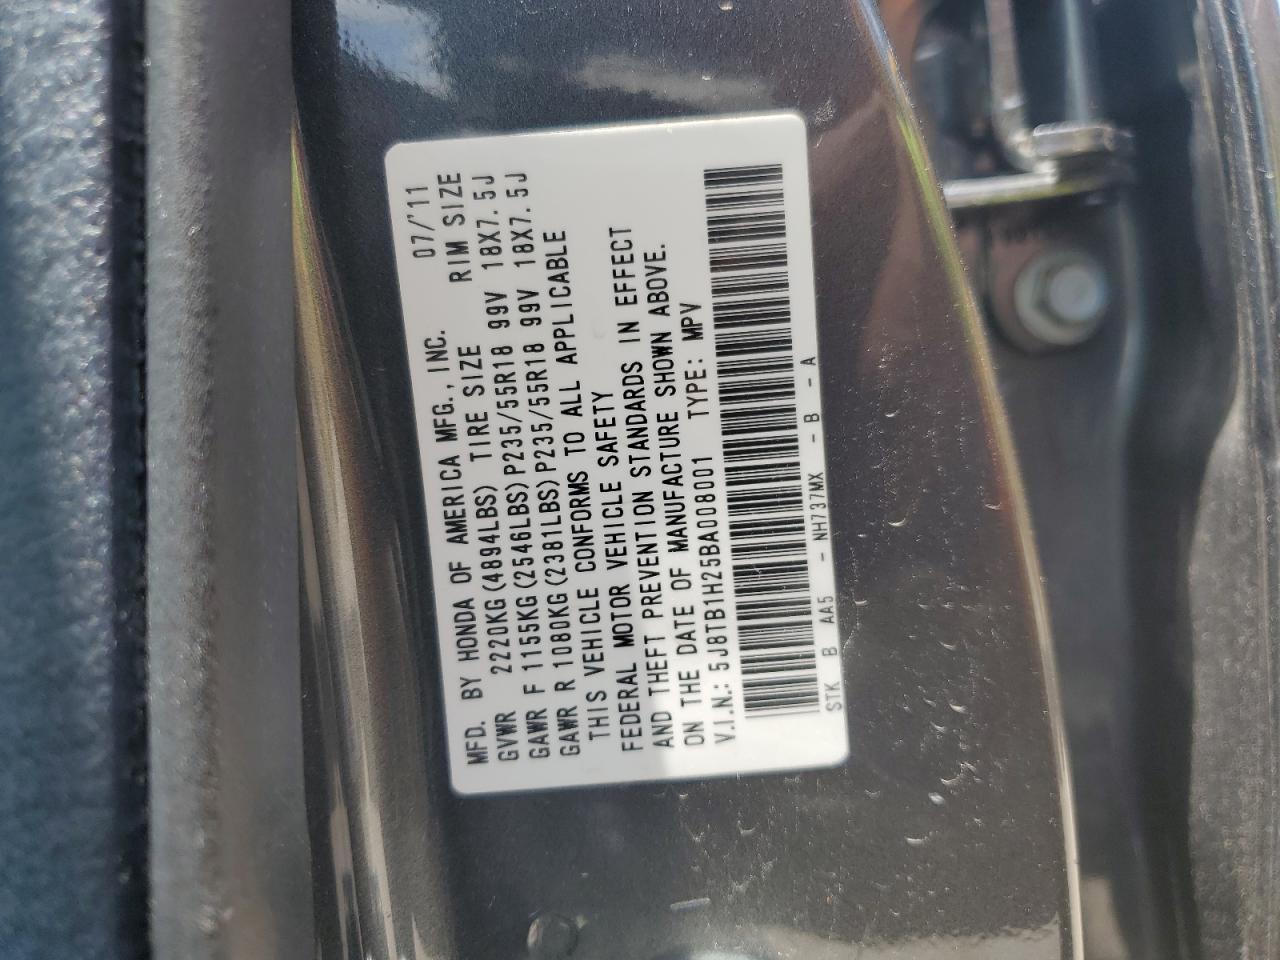 MFD. BY HONDA OF AMERICA MFG., INC. 07/'11
GVWR 2220KG(4894LBS) TIRE SIZE RIM SIZE
GAWR F 1155KG(2546LBS)P235/55R18 99V 18X7.5J
GAWR R 1080KG(2381LBS)P235/55R18 99V 18X7.5J
THIS VEHICLE CONFORMS TO ALL APPLICABLE
FEDERAL MOTOR VEHICLE SAFETY
AND THEFT PREVENTION STANDARDS IN EFFECT
ON THE DATE OF MANUFACTURE SHOWN ABOVE.
V.I.N.: 5J8TB1H25BA008001 TYPE: MPV
STK B AA5 - NH737MX - B - A